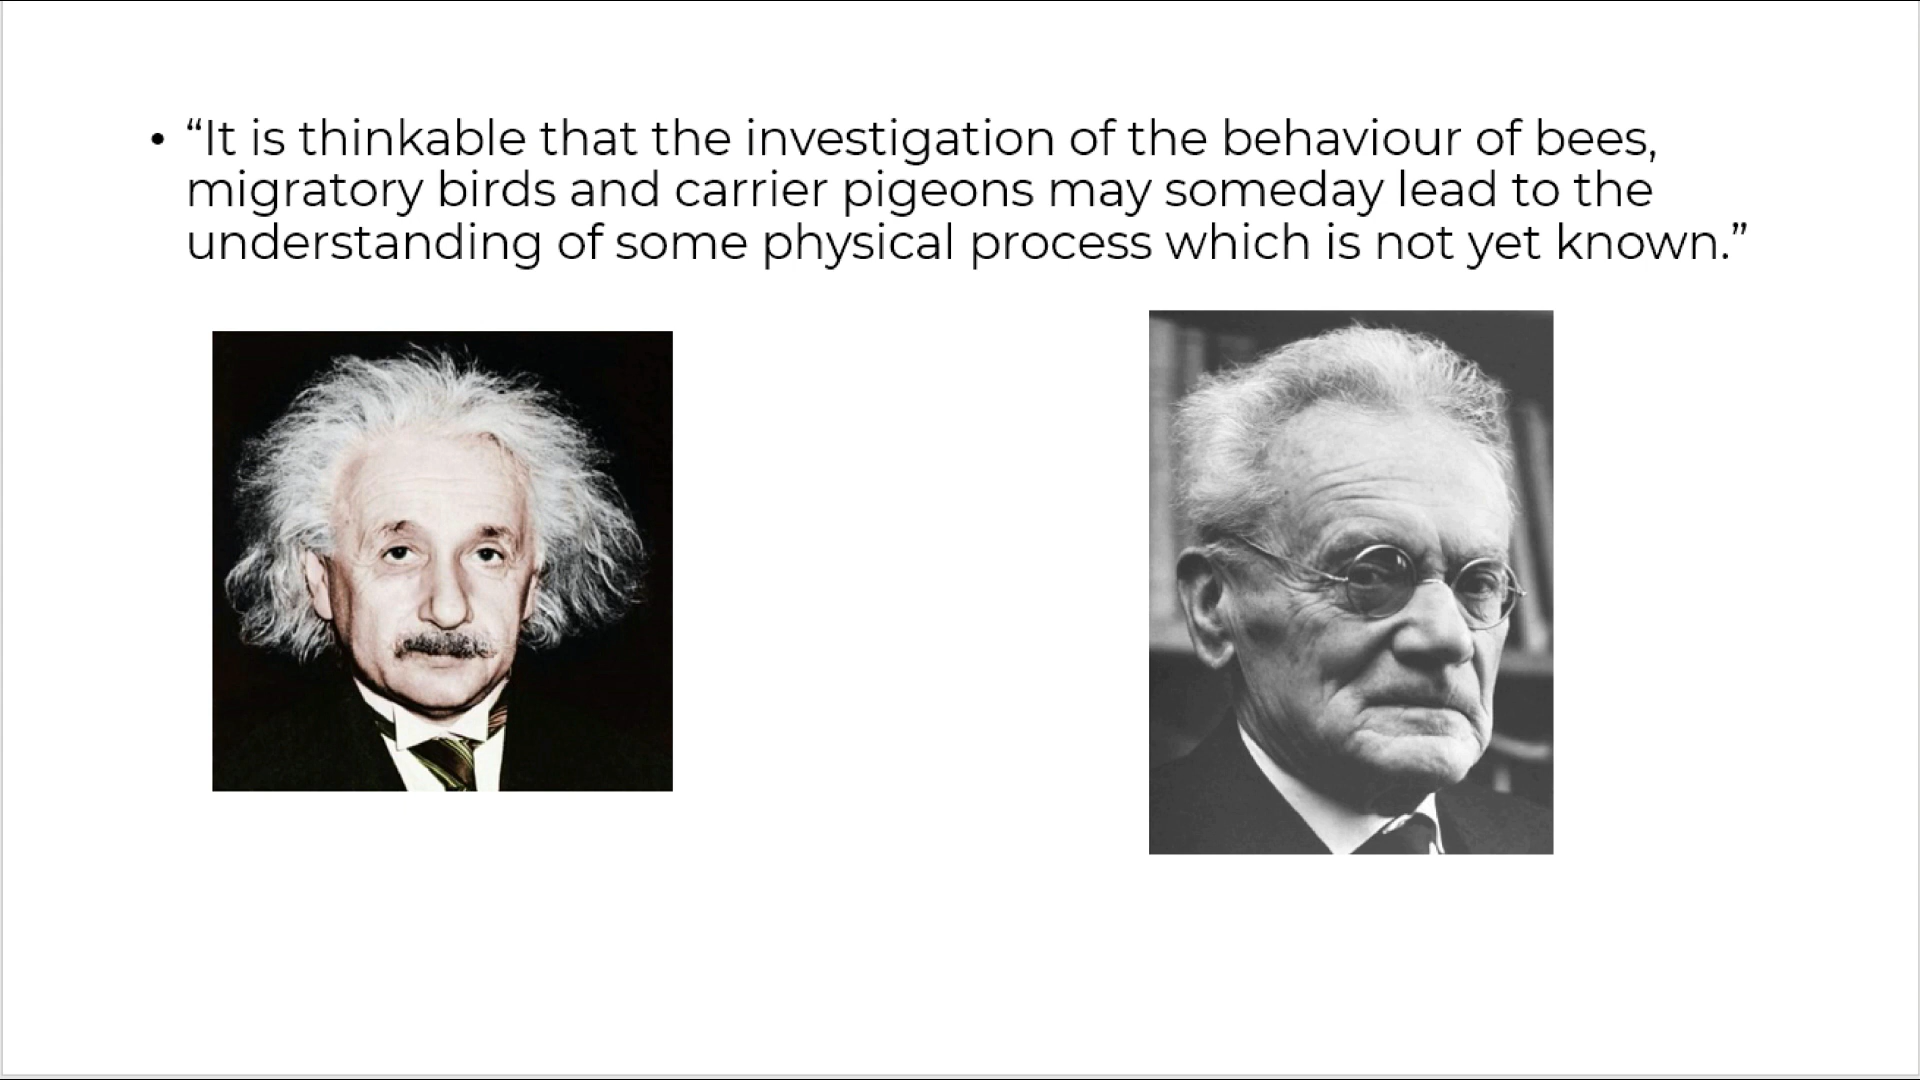 • “It is thinkable that the investigation of the behaviour of bees,
migratory birds and carrier pigeons may someday lead to the
understanding of some physical process which is not yet known.”